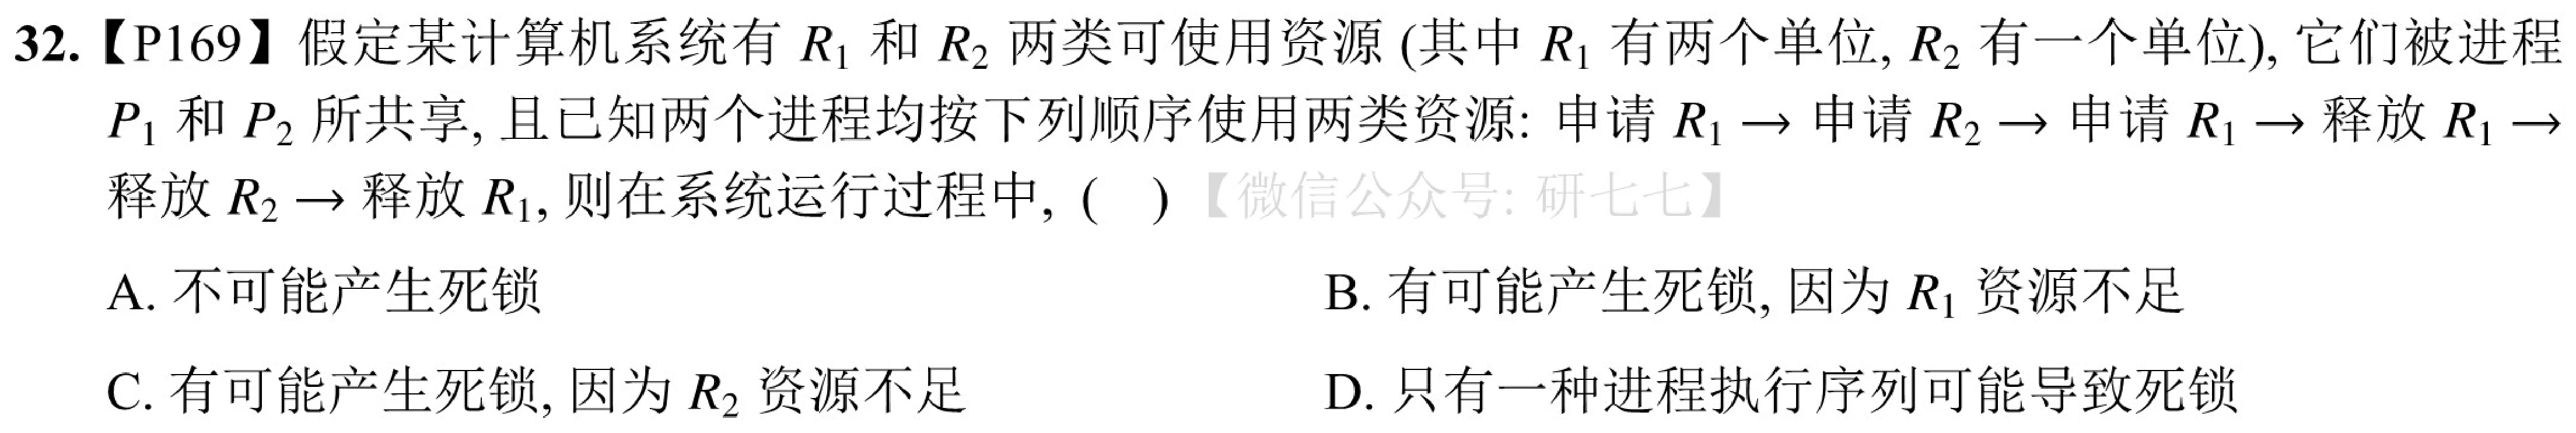 32.【P169】假定某计算机系统有 R₁ 和 R₂ 两类可使用资源 (其中 R₁ 有两个单位, R₂ 有一个单位), 它们被进程
P₁ 和 P₂ 所共享, 且已知两个进程均按下列顺序使用两类资源: 申请 R₁ → 申请 R₂ → 申请 R₁ → 释放 R₁ →
释放 R₂ → 释放 R₁, 则在系统运行过程中, (  )【微信公众号: 研七七】
A. 不可能产生死锁
B. 有可能产生死锁, 因为 R₁ 资源不足
C. 有可能产生死锁, 因为 R₂ 资源不足
D. 只有一种进程执行序列可能导致死锁